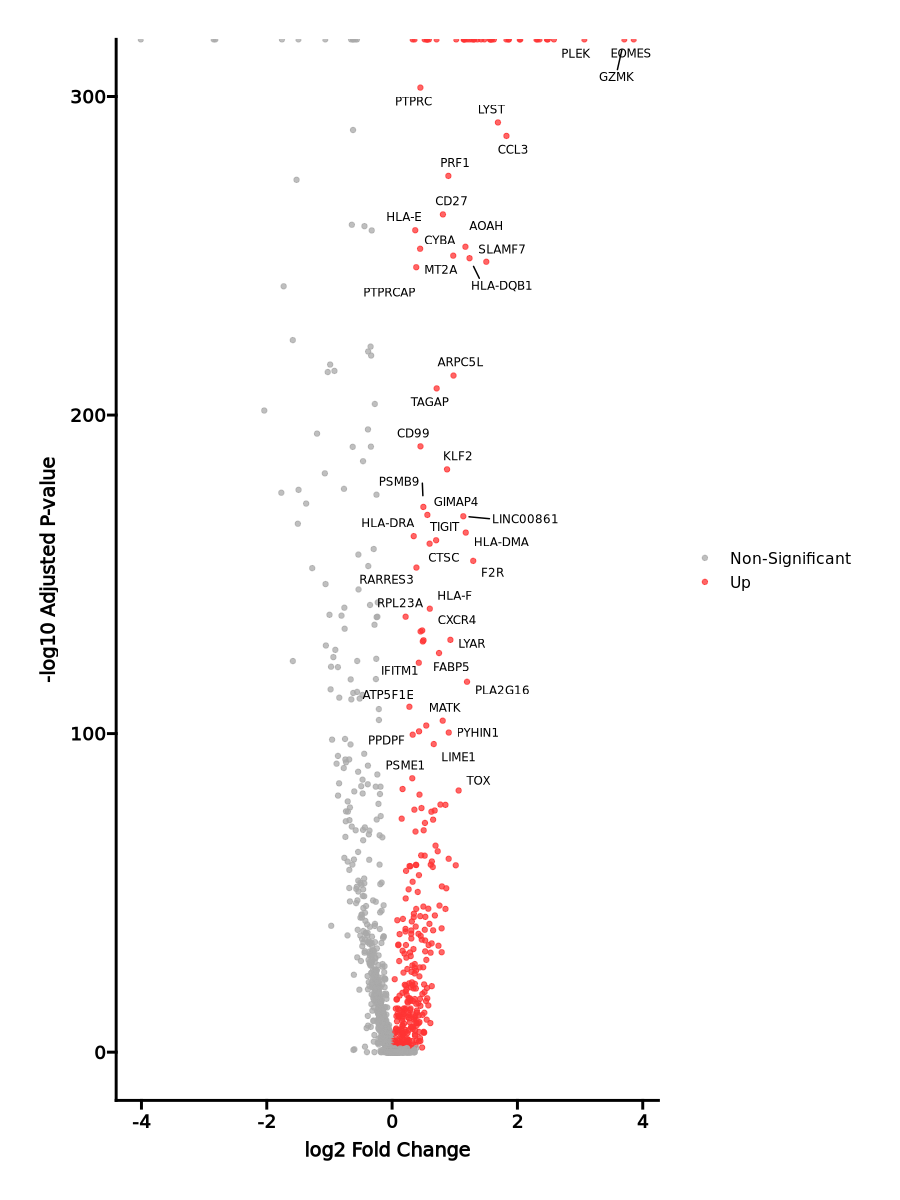 PLEK
EOMES
GZMK
300
PTPRC
LYST
CCL3
PRF1
CD27
HLA-E
AOAH
CYBA
SLAMF7
MT2A
HLA-DQB1
PTPRCAP
ARPC5L
TAGAP
200
CD99
KLF2
PSMB9
GIMAP4
LINC00861
HLA-DRA
TIGIT
HLA-DMA
CTSC
F2R
RARRES3
HLA-F
RPL23A
CXCR4
LYAR
IFITM1
FABP5
PLA2G16
ATP5F1E
MATK
100
PYHIN1
PPDPF
LIME1
PSME1
TOX
0
-4
-2
0
2
4
log2 Fold Change
-log10 Adjusted P-value
Non-Significant
Up